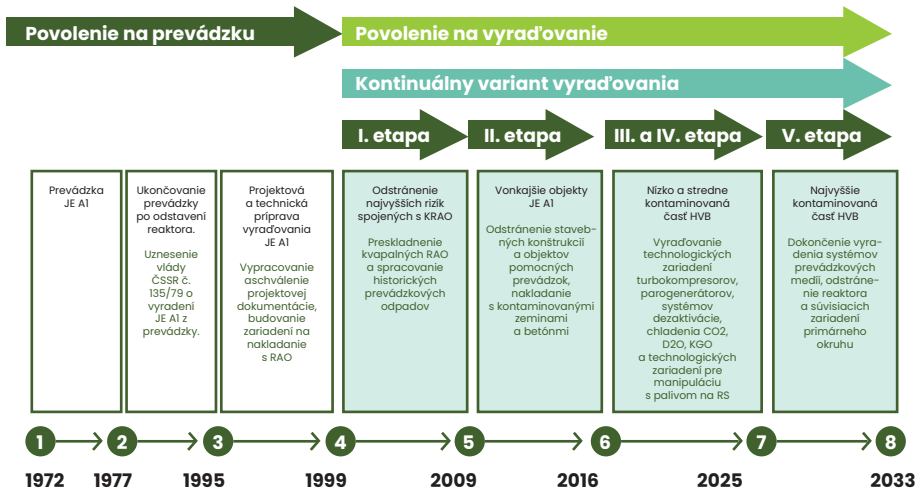 Povolenie na prevádzku
Povolenie na vyraďovanie
Kontinuálny variant vyraďovania
I. etapa
II. etapa
III. a IV. etapa
V. etapa
Prevádzka
JE A1
Ukončovanie
prevádzky
po odstavení
reaktora.
Uznesenie
vlády
ČSSR č.
135/79 o
vyradení
JE A1 z
prevádzky.
Projektová
a technická
príprava
vyraďovania
JE A1
Vypracovanie
aschválenie
projektovej
dokumentácie,
budovanie
zariadení na
nakladanie
s RAO
Odstránenie
najvyšších rizík
spojených s KRAO
Preskladnenie
kvapalných RAO
a spracovanie
historických
prevádzkových
odpadov
Vonkajšie objekty
JE A1
Odstránenie staveb-
ných konštrukcií
a objektov
pomocných
prevádzok,
nakladanie
s kontaminovanými
zeminami
a betónmi
Nízko a stredne
kontaminovaná
časť HVB
Vyraďovanie
technologických
zariadení
turbokompresorov,
parogenerátorov,
systémov
dezaktivácie,
chladenia CO2,
D2O, KGO
a technologických
zariadení pre
manipuláciu
s palivom na RS
Najvyššie
kontaminovaná
časť HVB
Dokončenie vyra-
denia systémov
prevádzkových
medií, odstráne-
nie reaktora
a súvisiacich
zariadení
primárneho
okruhu
1 2 3 4 5 6 7 8
1972 1977 1995 1999 2009 2016 2025 2033